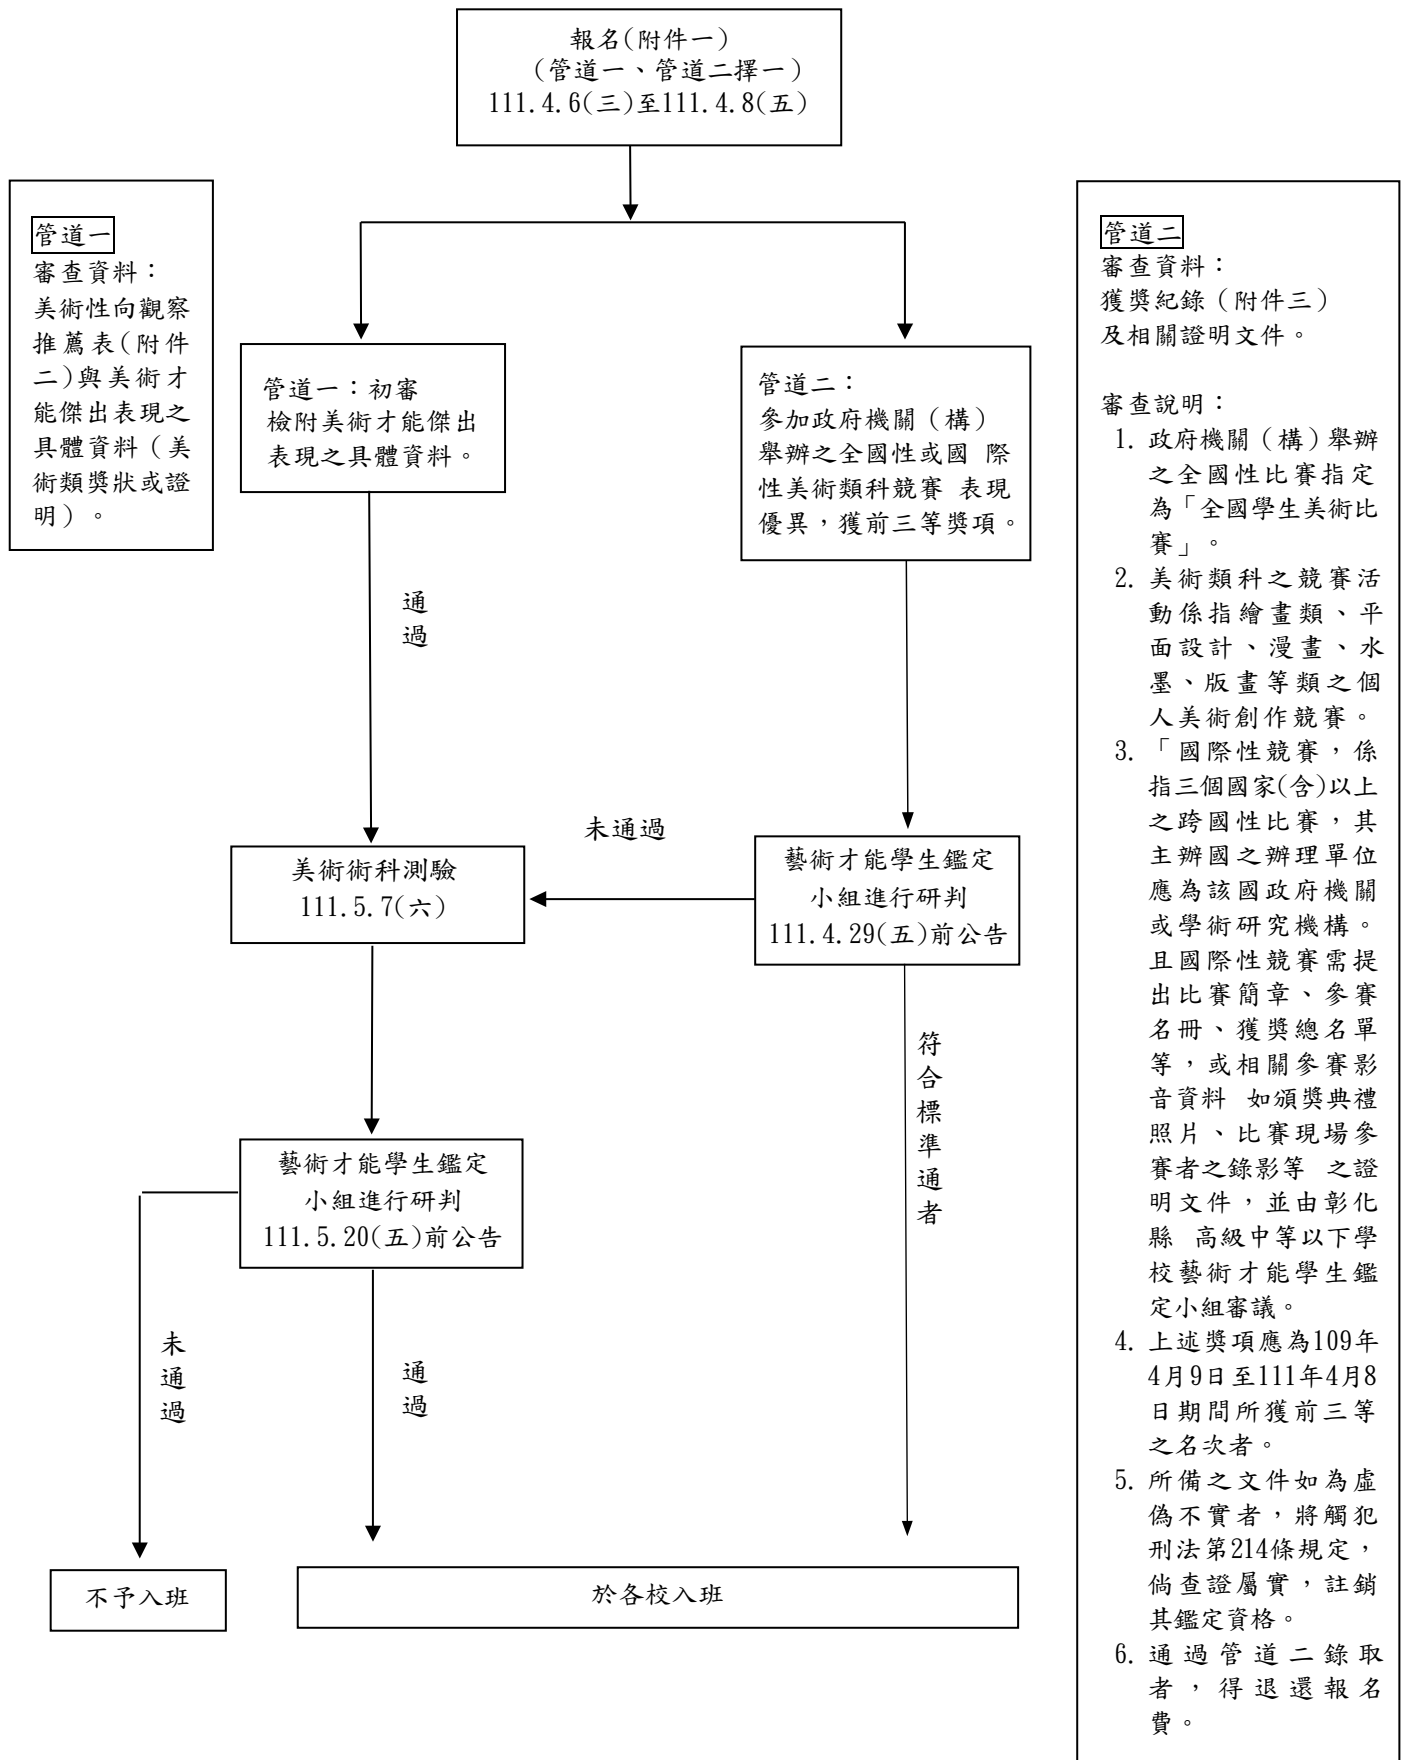 報名(附件一)
(管道一、管道二擇一)
111.4.6(三)至111.4.8(五)
管道一
審查資料：
美術性向觀察
推薦表(附件
二)與美術才
能傑出表現之
具體資料（美
術類獎狀或證
明）。
管道一：初審
檢附美術才能傑出
表現之具體資料。
管道二：
參加政府機關（構）
舉辦之全國性或國 際
性美術類科競賽 表現
優異，獲前三等獎項。
通
過
未通過
美術術科測驗
111.5.7(六)
藝術才能學生鑑定
小組進行研判
111.4.29(五)前公告
符
合
標
準
通
者
藝術才能學生鑑定
小組進行研判
111.5.20(五)前公告
未
通
過
通
過
不予入班
於各校入班
管道二
審查資料：
獲獎紀錄（附件三）
及相關證明文件。
審查說明：
1. 政府機關（構）舉辦
之全國性比賽指定
為「全國學生美術比
賽」。
2. 美術類科之競賽活
動係指繪畫類、平
面設計、漫畫、水
墨、版畫等類之個
人美術創作競賽。
3. 「國際性競賽，係
指三個國家(含)以上
之跨國性比賽，其
主辦國之辦理單位
應為該國政府機關
或學術研究機構。
且國際性競賽需提
出比賽簡章、參賽
名冊、獲獎總名單
等，或相關參賽影
音資料 如頒獎典禮
照片、比賽現場參
賽者之錄影等 之證
明文件，並由彰化
縣 高級中等以下學
校藝術才能學生鑑
定小組審議。
4. 上述獎項應為109年
4月9日至111年4月8
日期間所獲前三等
之名次者。
5. 所備之文件如為虛
偽不實者，將觸犯
刑法第214條規定，
倘查證屬實，註銷
其鑑定資格。
6. 通過管道二錄取
者，得退還報名
費。